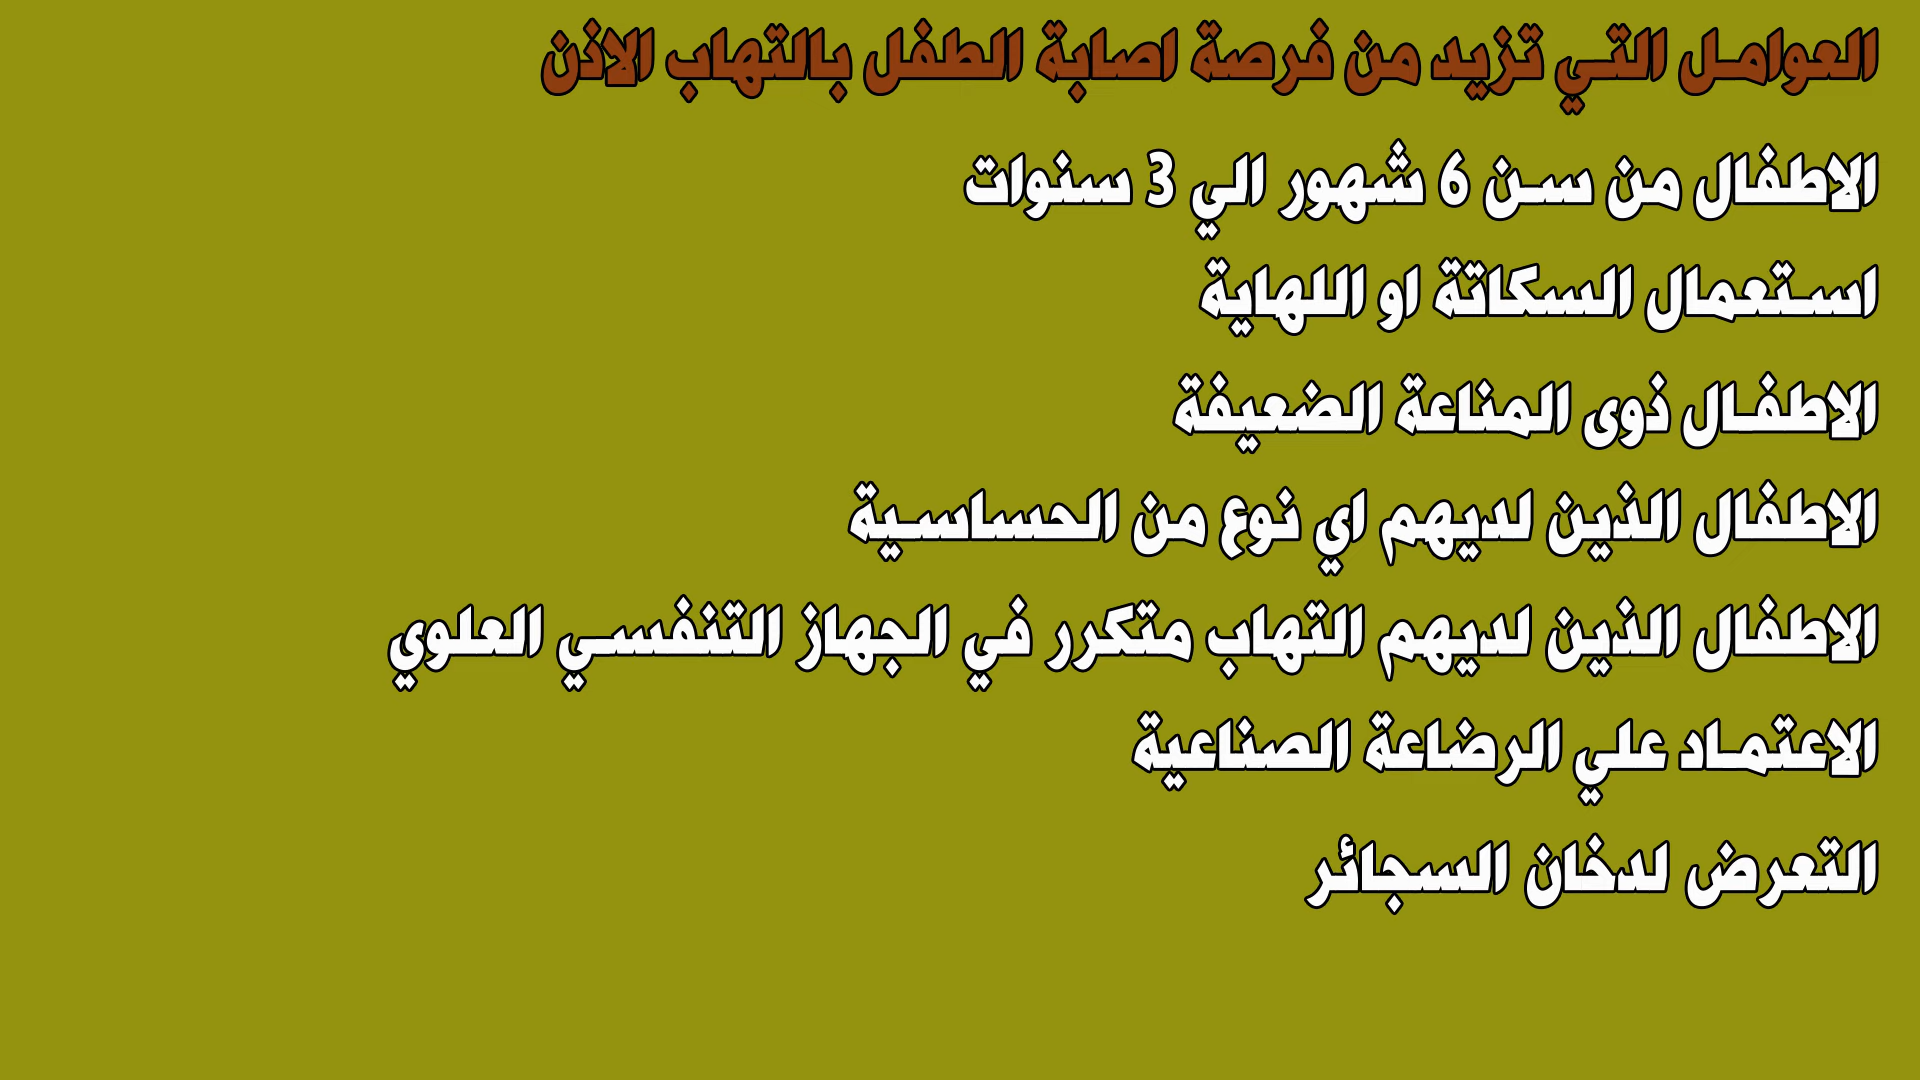 العوامل التي تزيد من فرصة اصابة الطفل بالتهاب الاذن
الاطفال من سن 6 شهور الي 3 سنوات
استعمال السكاتة او اللهاية
الاطفال ذوى المناعة الضعيفة
الاطفال الذين لديهم اي نوع من الحساسية
الاطفال الذين لديهم التهاب متكرر في الجهاز التنفسي العلوي
الاعتماد علي الرضاعة الصناعية
التعرض لدخان السجائر